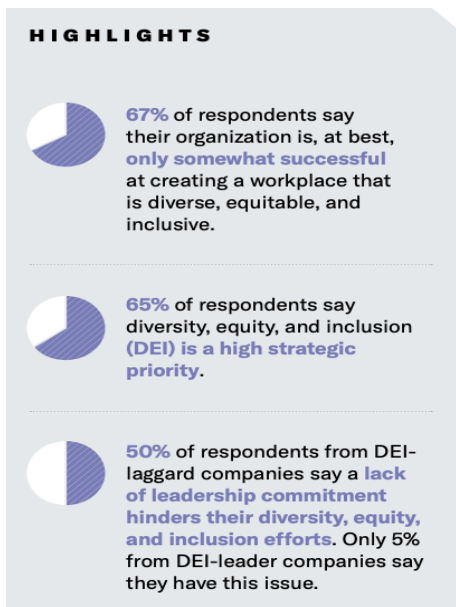 HIGHLIGHTS
67% of respondents say
their organization is, at best,
only somewhat successful
at creating a workplace that
is diverse, equitable, and
inclusive.
65% of respondents say
diversity, equity, and inclusion
(DEI) is a high strategic
priority.
50% of respondents from DEI-
laggard companies say a lack
of leadership commitment
hinders their diversity, equity,
and inclusion efforts. Only 5%
from DEI-leader companies say
they have this issue.